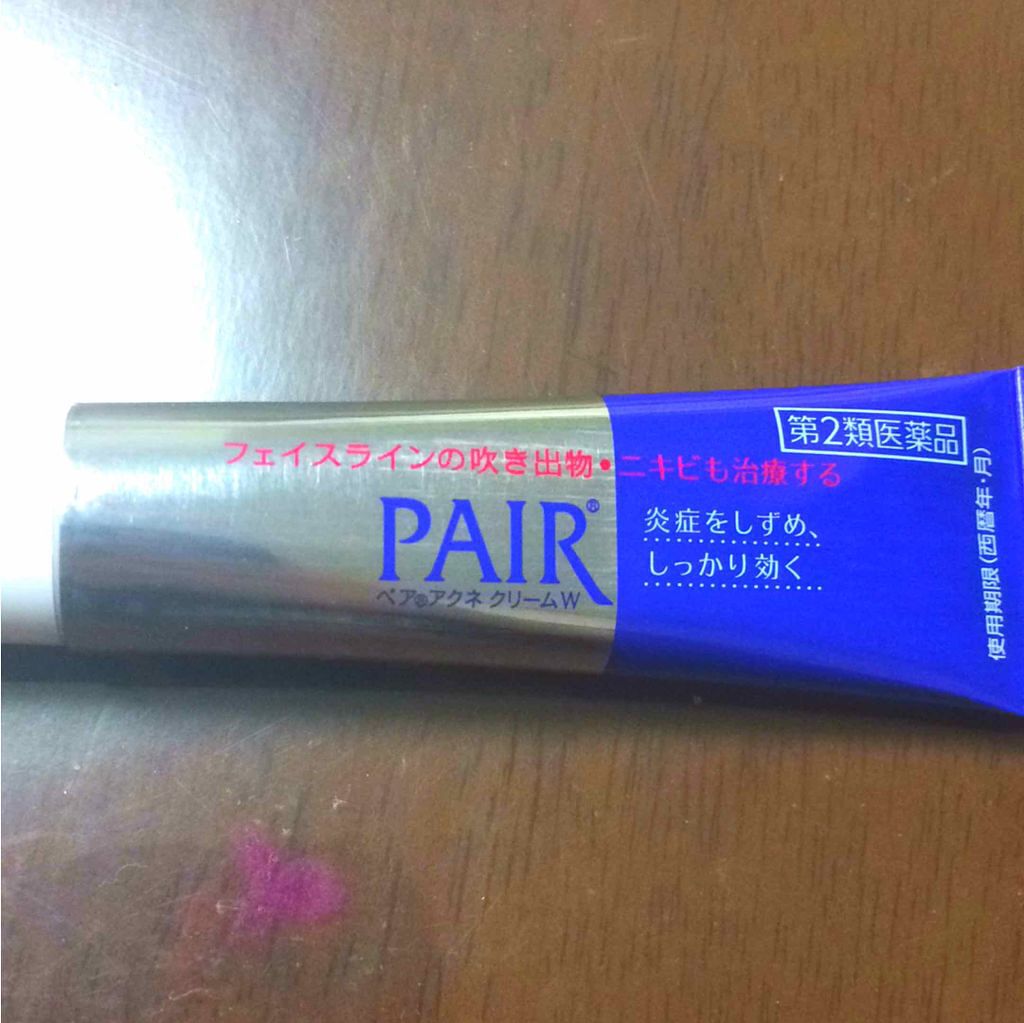 第2類医薬品
フェイスラインの吹き出物・ニキビも治療する
PAIR®
ペア®アクネ クリームW
炎症をしずめ、
しっかり効く
使用期限(西暦年・月)